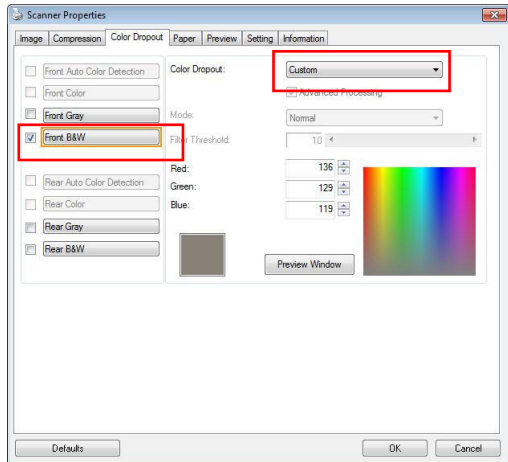 Scanner Properties
Image Compression Color Dropout Paper Preview Setting Information
Front Auto Color Detection
Front Color
Front Gray
Front B&W
Rear Auto Color Detection
Rear Color
Rear Gray
Rear B&W
Color Dropout: Custom
Advanced Processing
Mode: Normal
Filter Threshold: 10
Red: 136
Green: 129
Blue: 119
Preview Window
Defaults OK Cancel